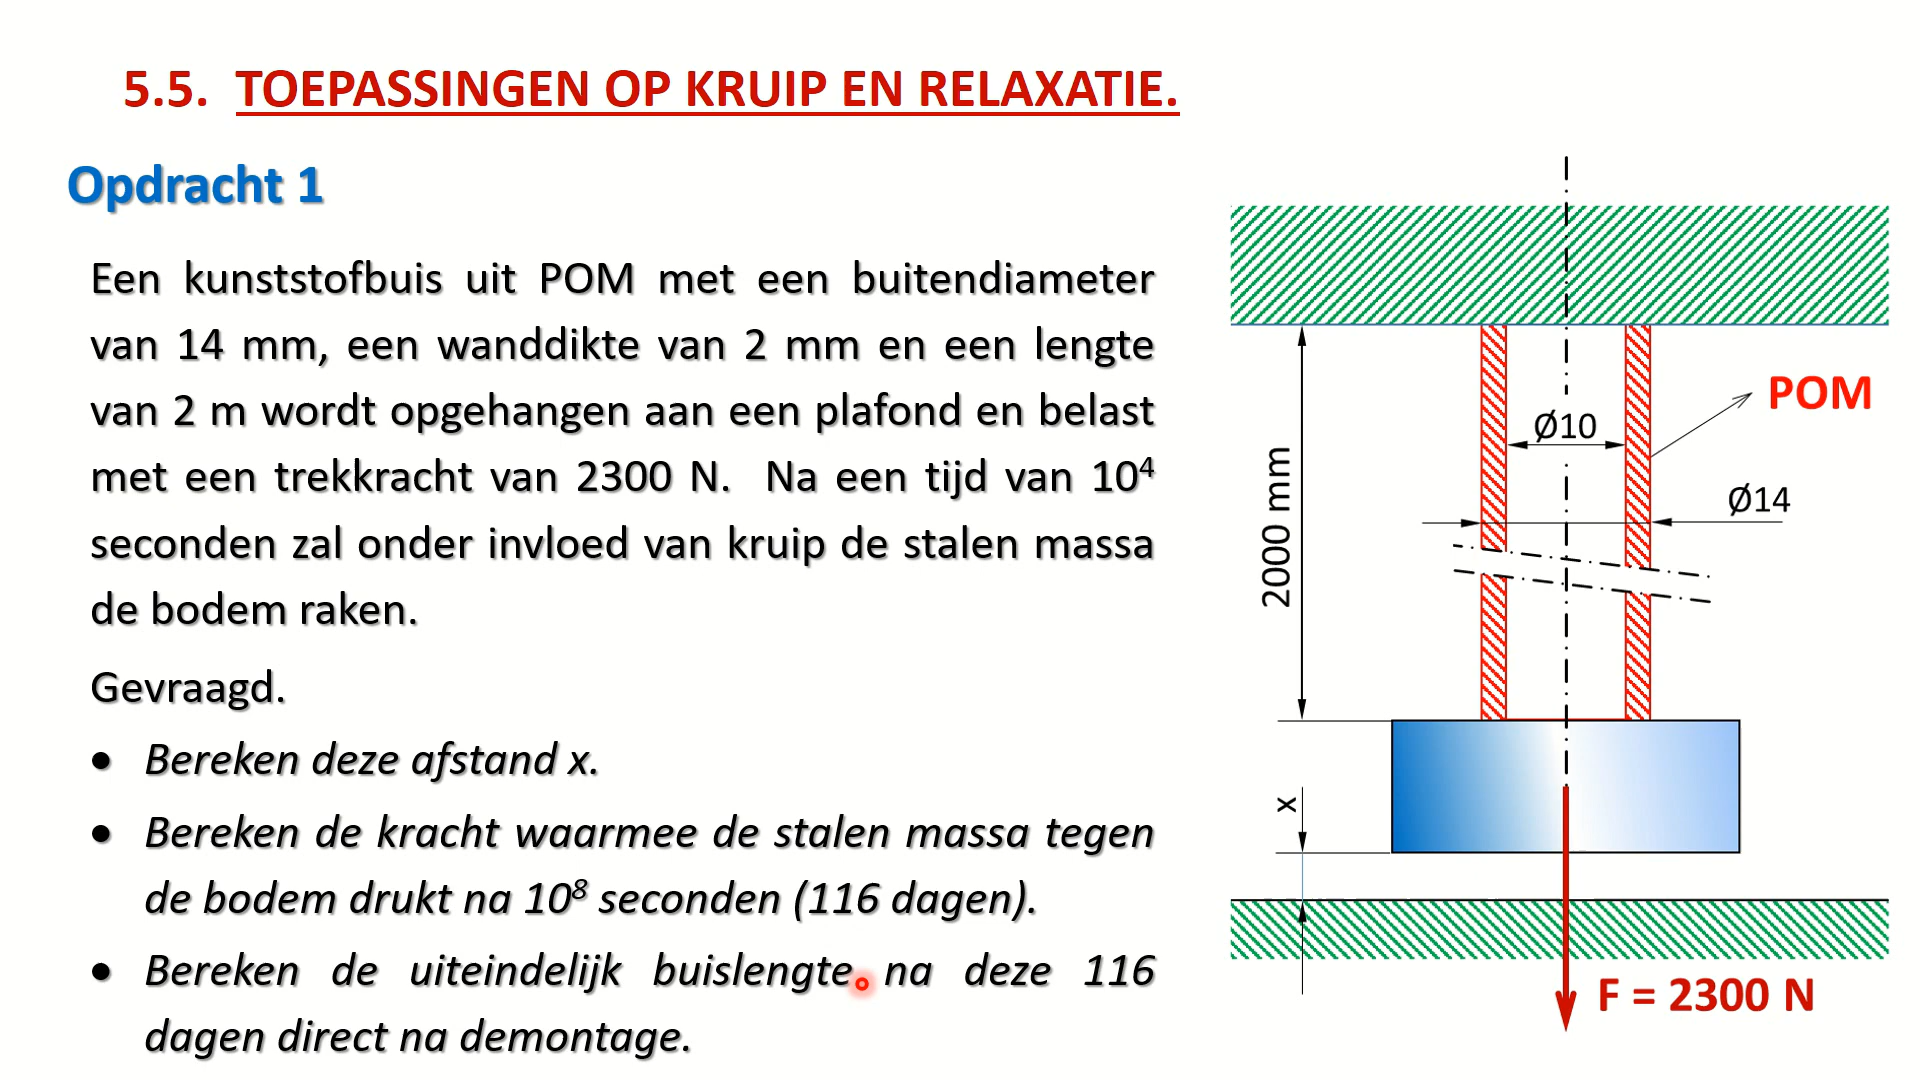 5.5. TOEPASSINGEN OP KRUIP EN RELAXATIE.
Opdracht 1
Een kunststofbuis uit POM met een buitendiameter
van 14 mm, een wanddikte van 2 mm en een lengte
van 2 m wordt opgehangen aan een plafond en belast
met een trekkracht van 2300 N. Na een tijd van 10⁴
seconden zal onder invloed van kruip de stalen massa
de bodem raken.
Gevraagd.
• Bereken deze afstand x.
• Bereken de kracht waarmee de stalen massa tegen
de bodem drukt na 10⁸ seconden (116 dagen).
• Bereken de uiteindelijk buislengte na deze 116
dagen direct na demontage.
POM
Ø10
Ø14
2000 mm
x
F = 2300 N